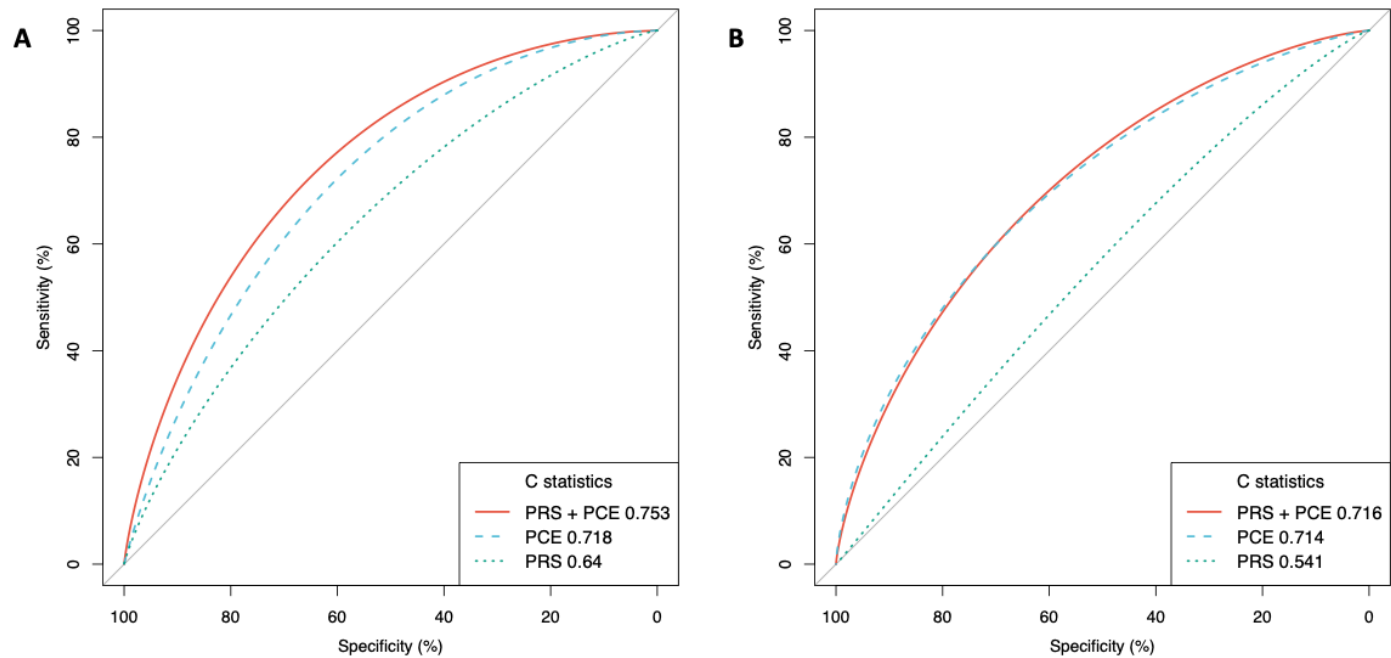 A
100
80
60
40
20
0
Sensitivity (%)
C statistics
PRS + PCE 0.753
PCE 0.718
PRS 0.64
100 80 60 40 20 0
Specificity (%)
B
100
80
60
40
20
0
Sensitivity (%)
C statistics
PRS + PCE 0.716
PCE 0.714
PRS 0.541
100 80 60 40 20 0
Specificity (%)